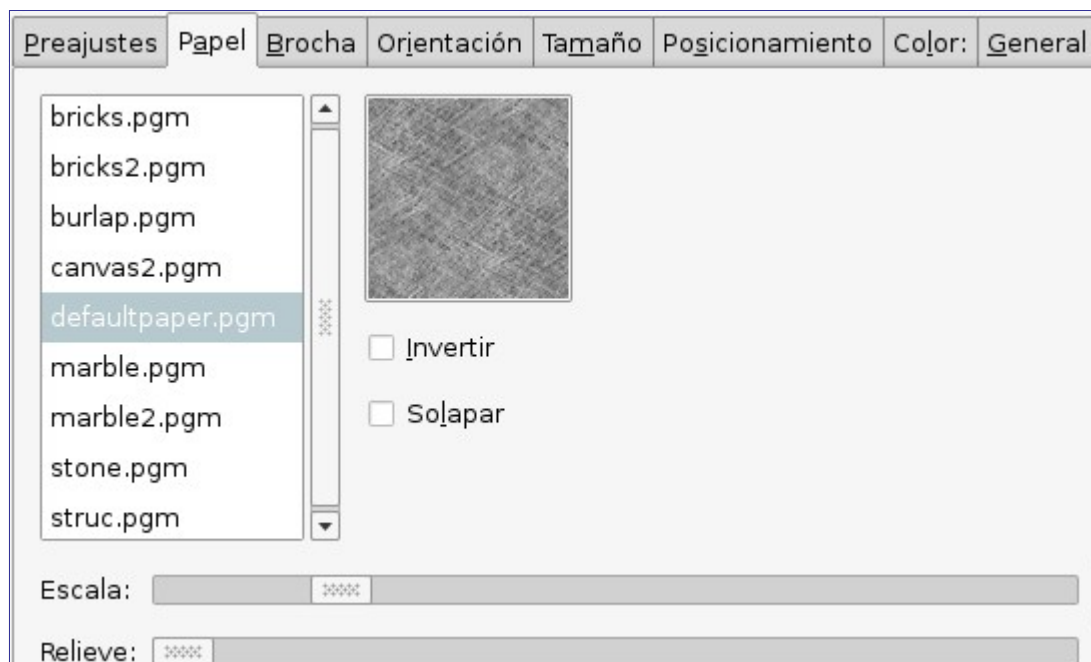 Preajustes Papel Brocha Orientación Tamaño Posicionamiento Color: General
bricks.pgm
bricks2.pgm
burlap.pgm
canvas2.pgm
defaultpaper.pgm
marble.pgm
marble2.pgm
stone.pgm
struc.pgm
Invertir
Solapar
Escala:
Relieve: